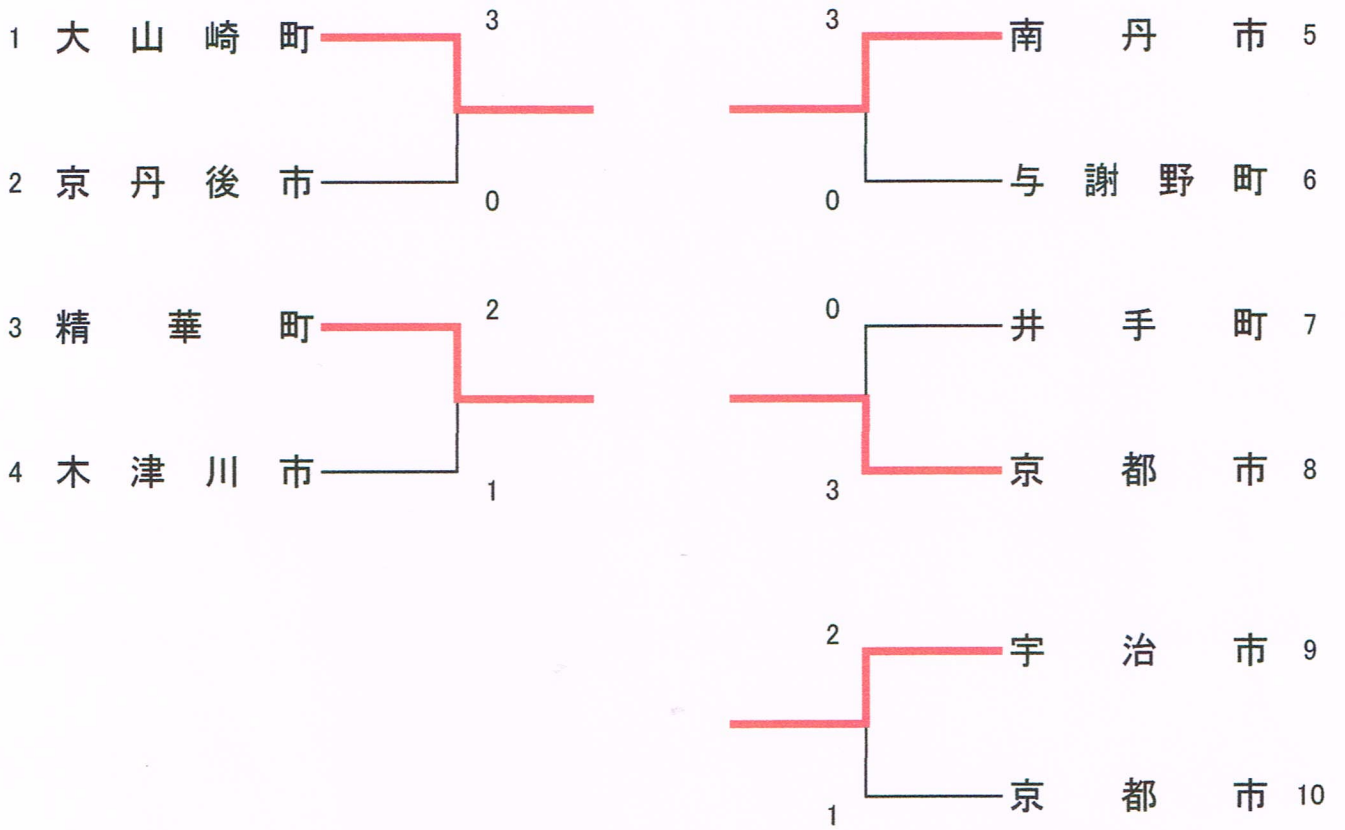 1 大山崎町 3
2 京丹後市 0
3 精華町 2
4 木津川市 1
3 南丹市 5
0 与謝野町 6
0 井手町 7
3 京都市 8
2 宇治市 9
1 京都市 10